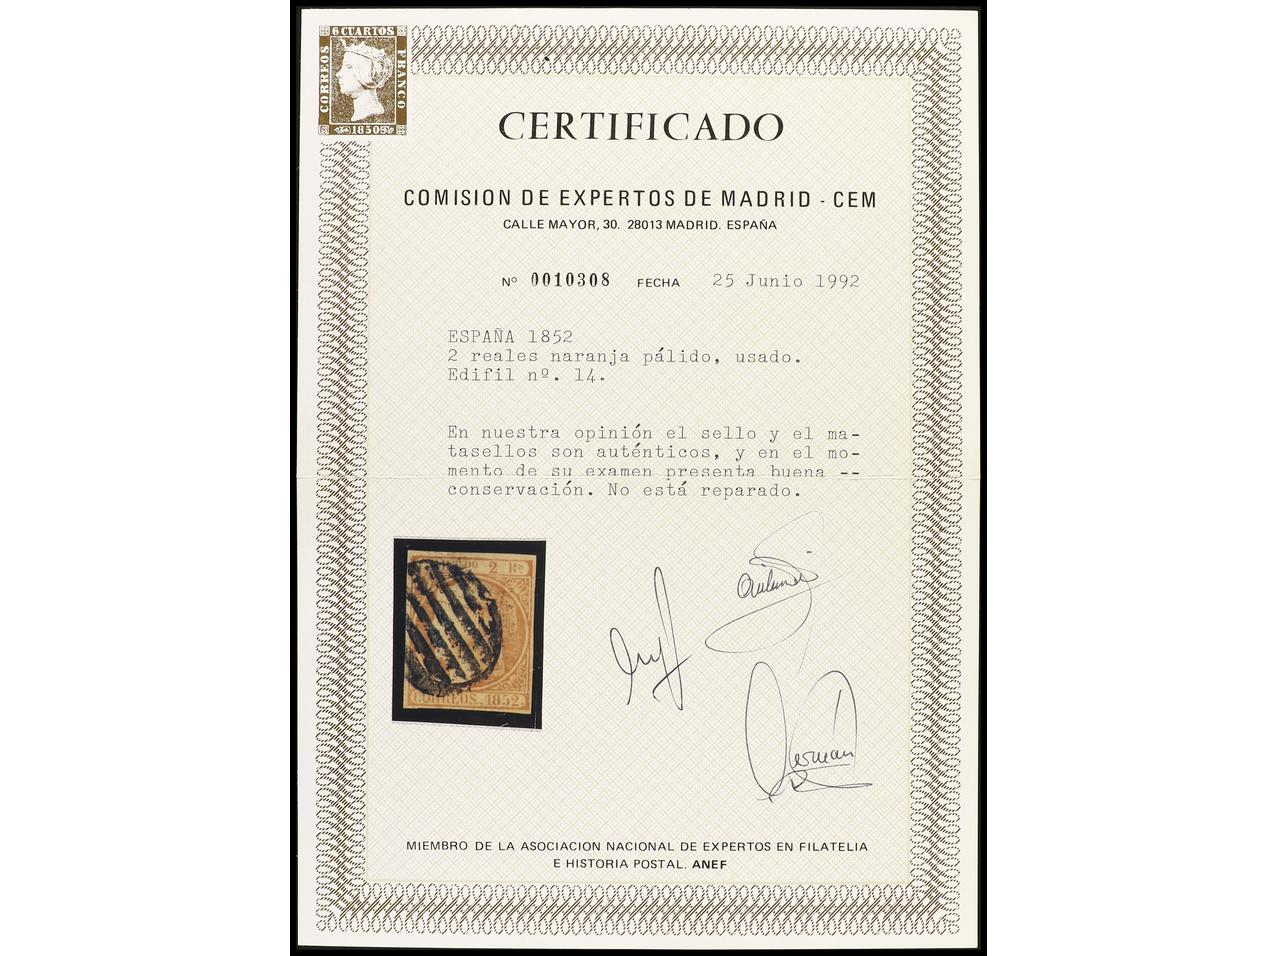 6 CUARTOS
CORREOS
FRANCO
1850
CERTIFICADO
COMISION DE EXPERTOS DE MADRID - CEM
CALLE MAYOR, 30. 28013 MADRID. ESPAÑA
Nº 0010308 FECHA 25 Junio 1992
ESPAÑA 1852
2 reales naranja pálido, usado.
Edifil nº. 14.
En nuestra opinión el sello y el ma-
tasellos son auténticos, y en el mo-
mento de su examen presenta buena --
conservación. No está reparado.
2 Rs
CORREOS. 1852.
MIEMBRO DE LA ASOCIACION NACIONAL DE EXPERTOS EN FILATELIA
E HISTORIA POSTAL. ANEF